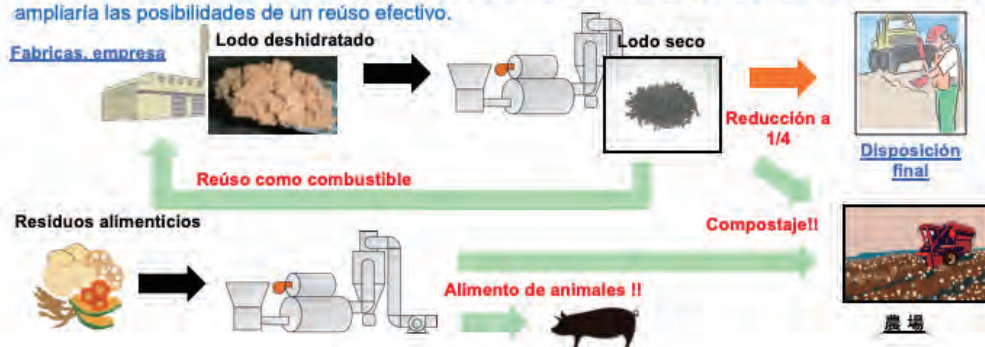 ampliaría las posibilidades de un reúso efectivo.
Fabricas, empresa
Lodo deshidratado
Lodo seco
Reducción a
1/4
Disposición
final
Reúso como combustible
Residuos alimenticios
Compostaje!!
Alimento de animales !!
農 場